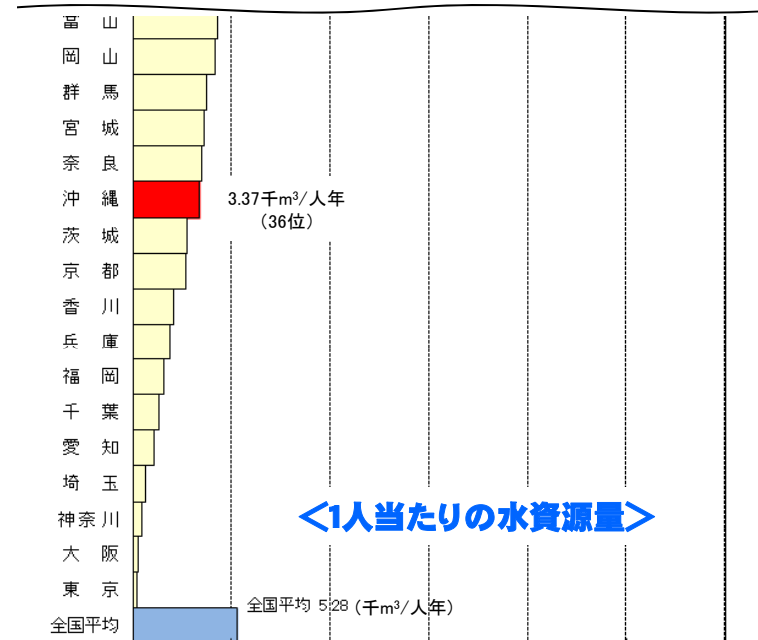 富山
岡山
群馬
宮城
奈良
沖縄
3.37千m³/人年
（36位）
茨城
京都
香川
兵庫
福岡
千葉
愛知
埼玉
神奈川
＜1人当たりの水資源量＞
大阪
東京
全国平均 5.28 (千m³/人年)
全国平均